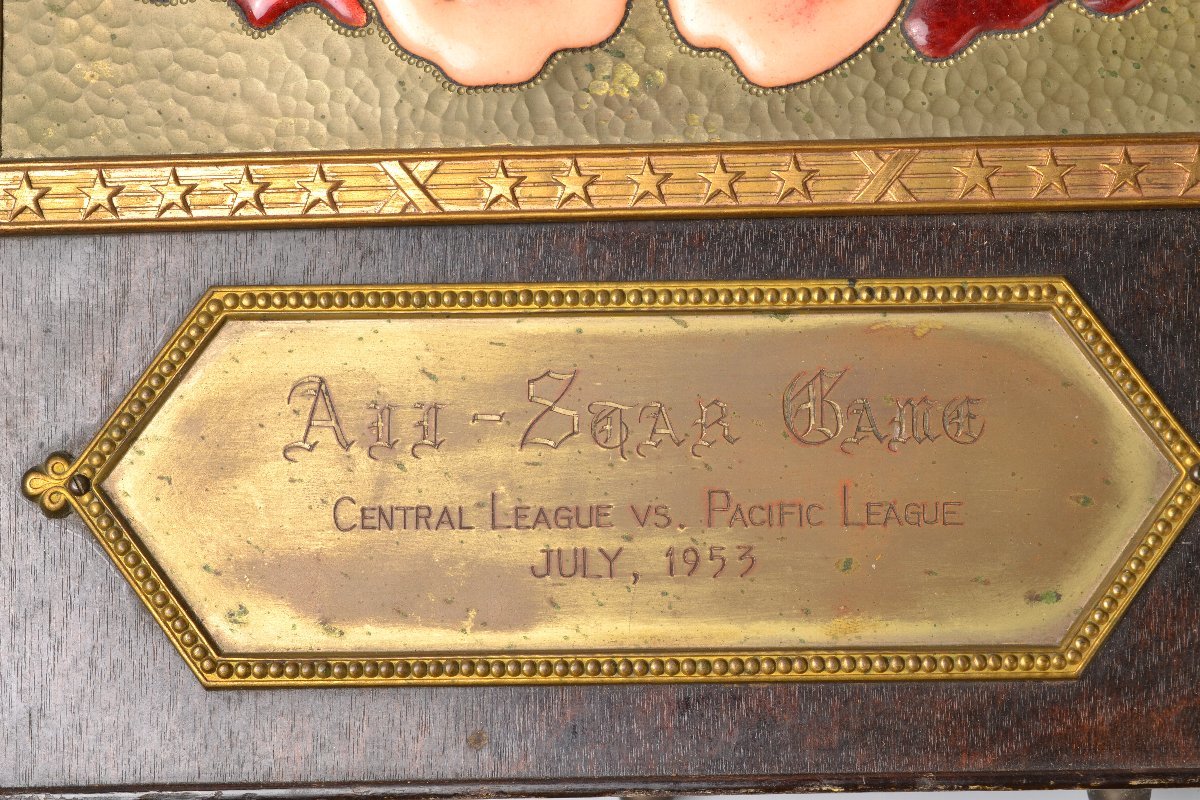 All-Star Game
Central League vs. Pacific League
JULY, 1953